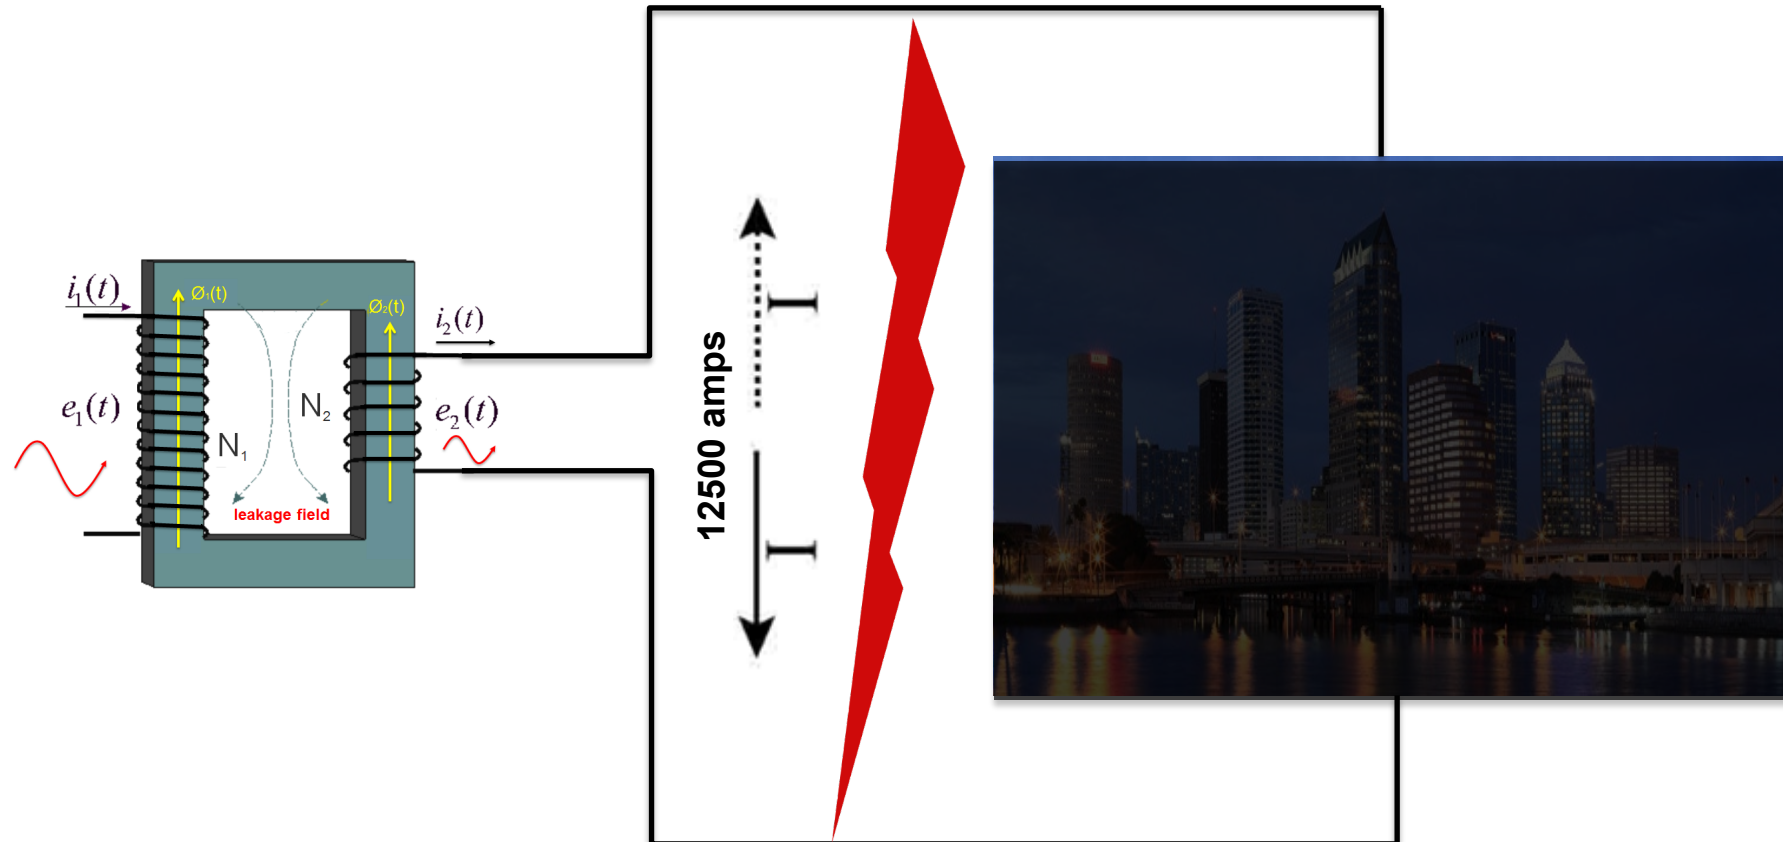 i₁(t)
Ø₁(t)
Ø₂(t)
i₂(t)
e₁(t)
N₁
N₂
e₂(t)
leakage field
12500 amps